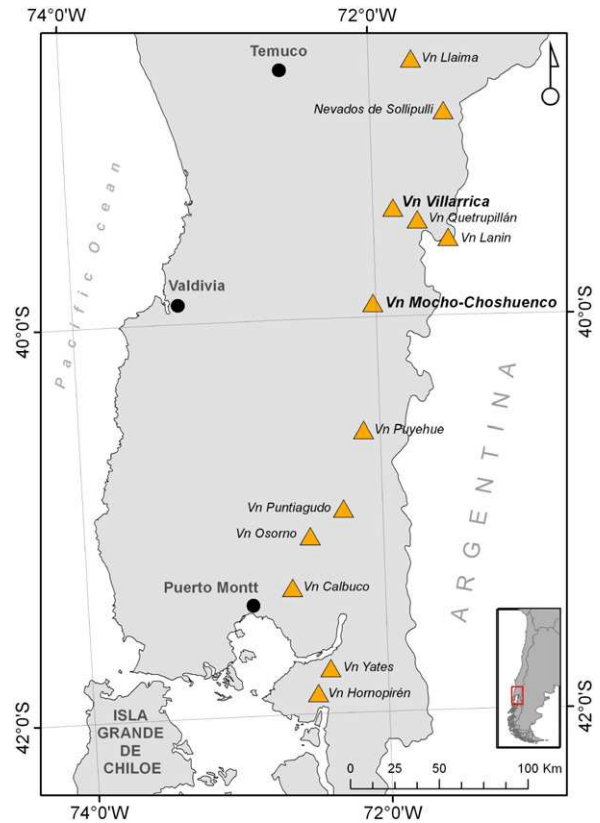 74°0'W
72°0'W
Temuco
Vn Llaima
Nevados de Sollipulli
Vn Villarrica
Vn Quetrupillán
Vn Lanin
Pacific Ocean
Valdivia
Vn Mocho-Choshuenco
40°0'S
40°0'S
Vn Puyehue
ARGENTINA
Vn Puntiagudo
Vn Osorno
Puerto Montt
Vn Calbuco
Vn Yates
Vn Hornopirén
ISLA
GRANDE
DE
CHILOE
42°0'S
42°0'S
0 25 50 100 Km
74°0'W
72°0'W